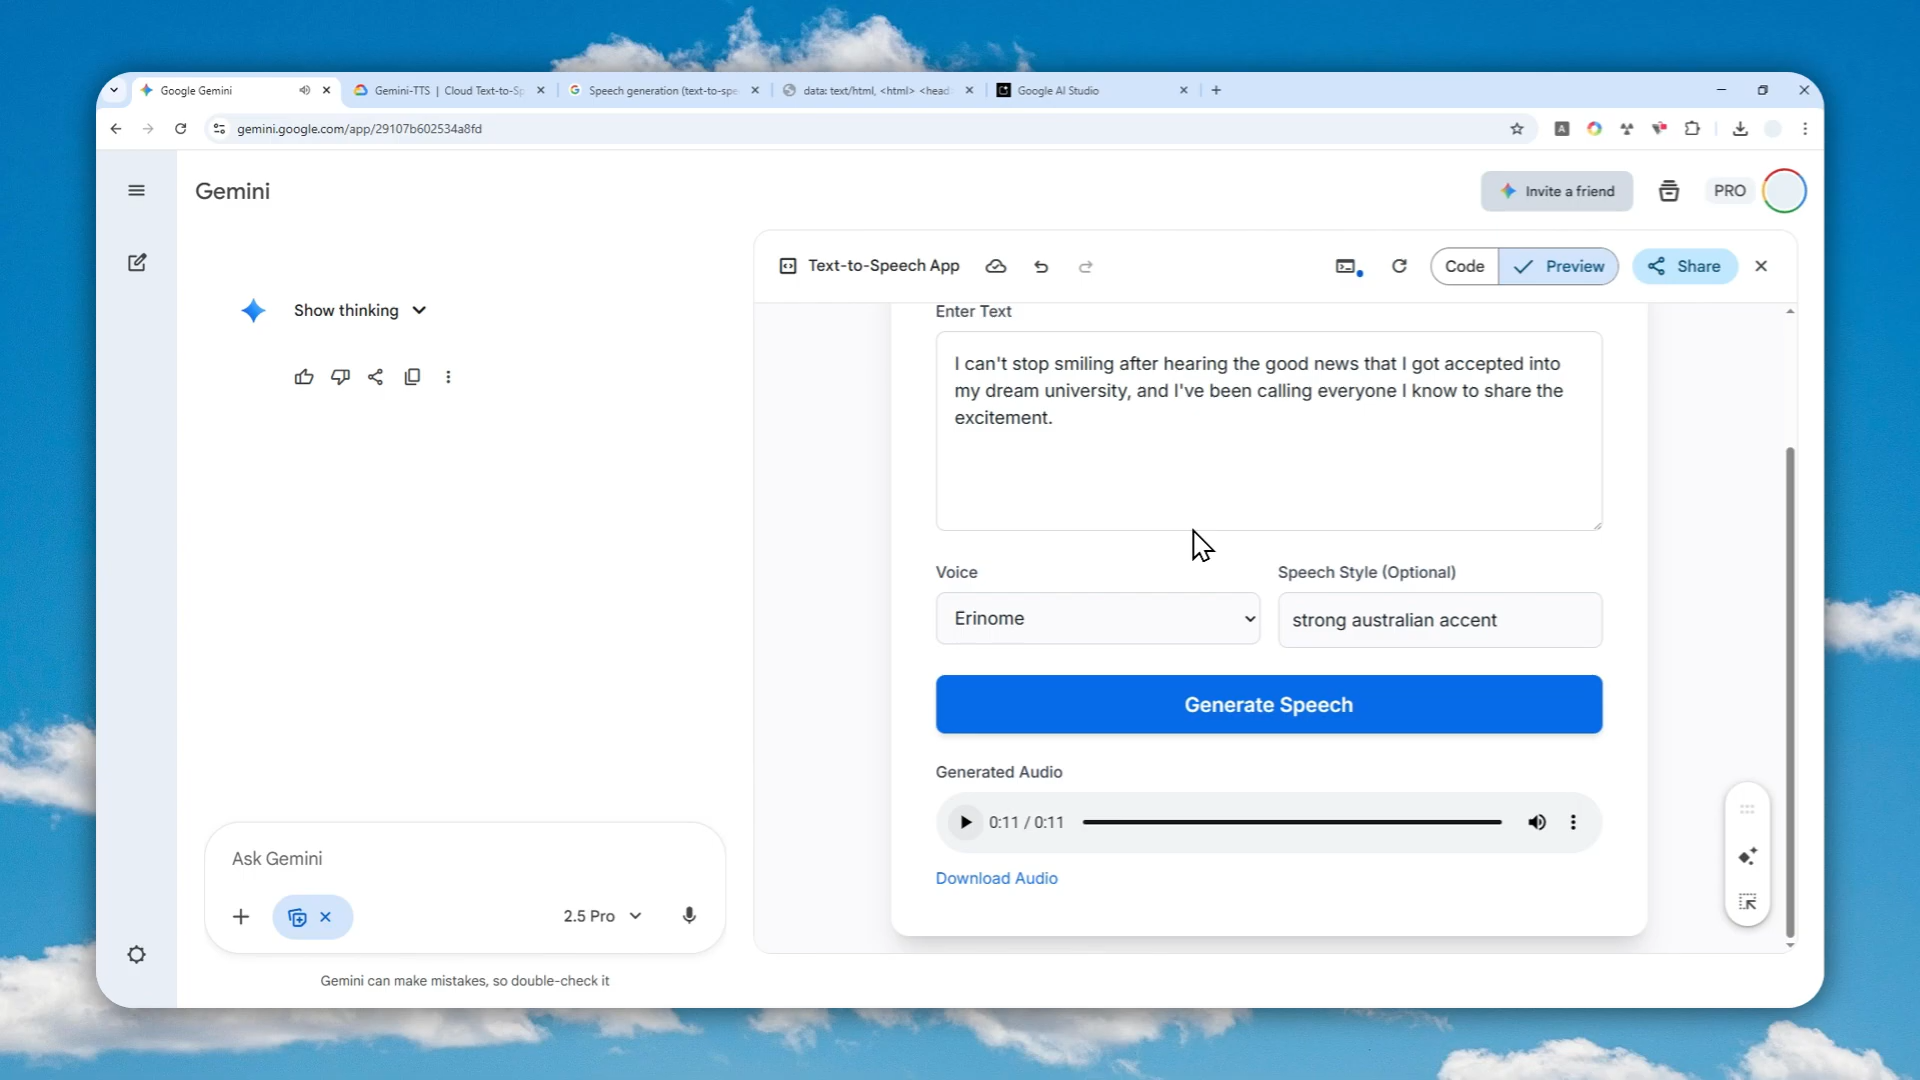 Google Gemini
Gemini-TTS | Cloud Text-to-Sp
Speech generation (text-to-spe
data: text/html, <html> <head
Google AI Studio
gemini.google.com/app/29107b602534a8fd
A
Gemini
Invite a friend
PRO
Text-to-Speech App
Code
Preview
Share
Show thinking
Enter Text
I can't stop smiling after hearing the good news that I got accepted into
my dream university, and I've been calling everyone I know to share the
excitement.
Voice
Speech Style (Optional)
Erinome
strong australian accent
Generate Speech
Generated Audio
0:11 / 0:11
Download Audio
Ask Gemini
2.5 Pro
Gemini can make mistakes, so double-check it